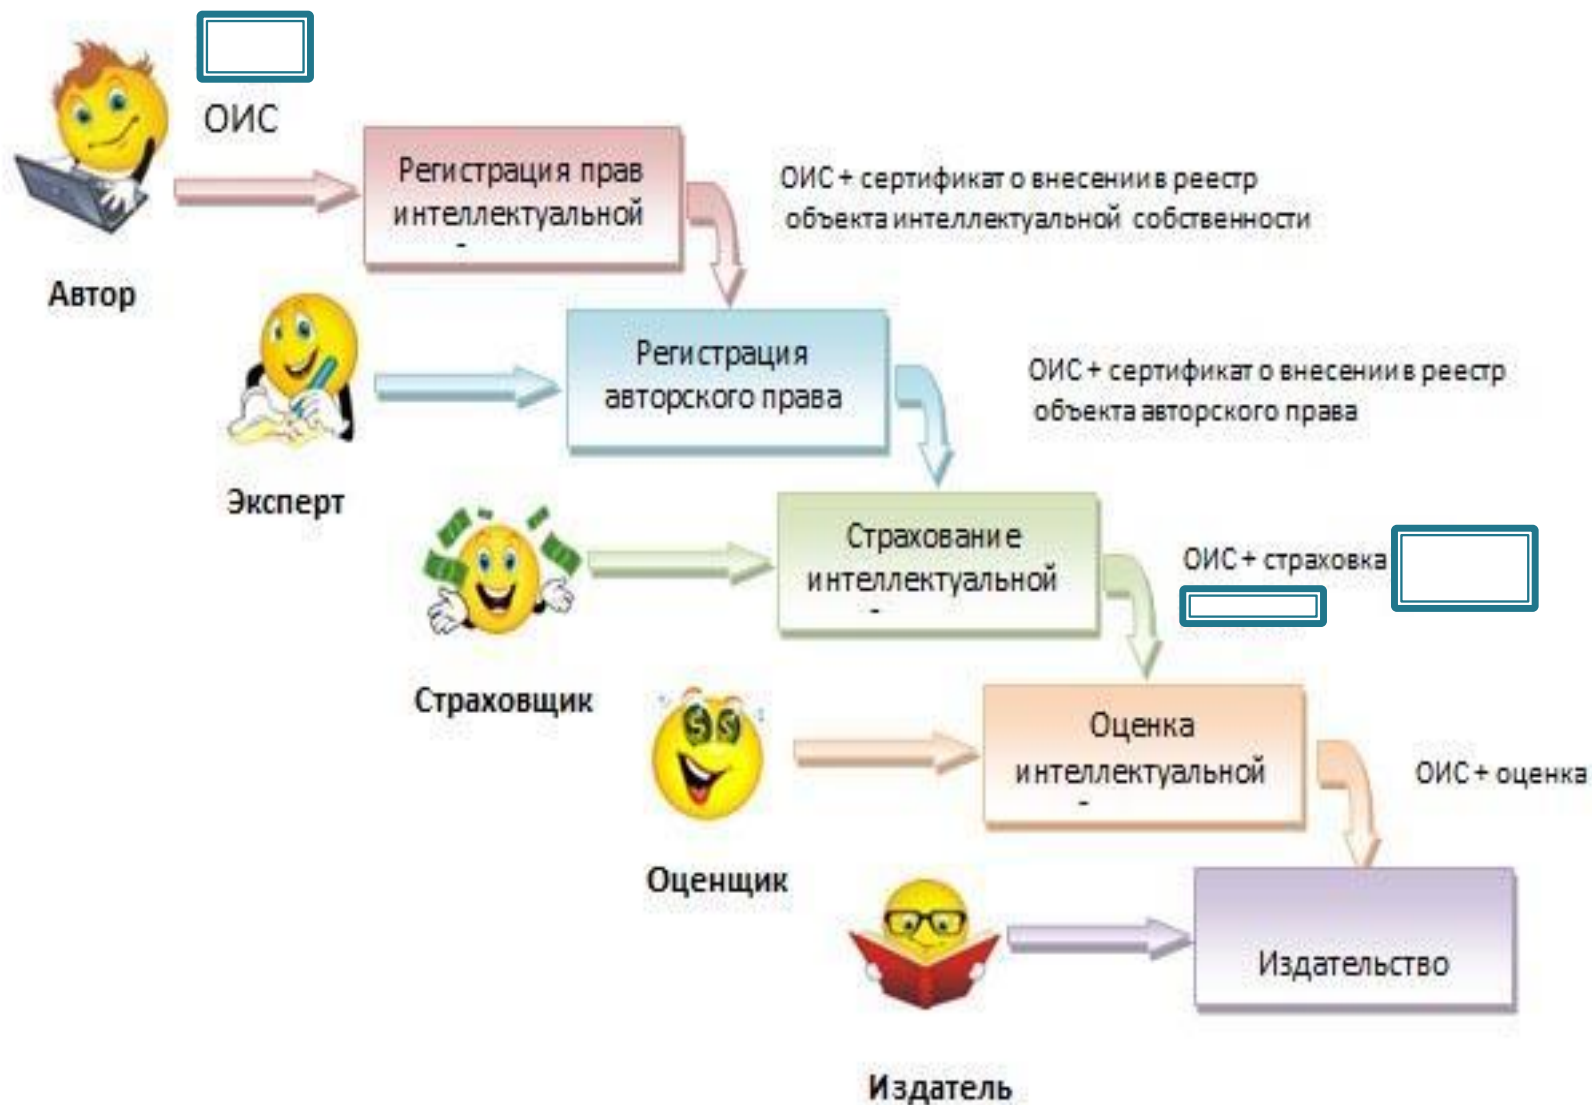 ОИС
Регистрация прав
интеллектуальной
ОИС + сертификат о внесении в реестр
объекта интеллектуальной собственности
Автор
Регистрация
авторского права
ОИС + сертификат о внесении в реестр
объекта авторского права
Эксперт
Страхование
интеллектуальной
ОИС + страховка
Страховщик
Оценка
интеллектуальной
ОИС + оценка
Оценщик
Издательство
Издатель